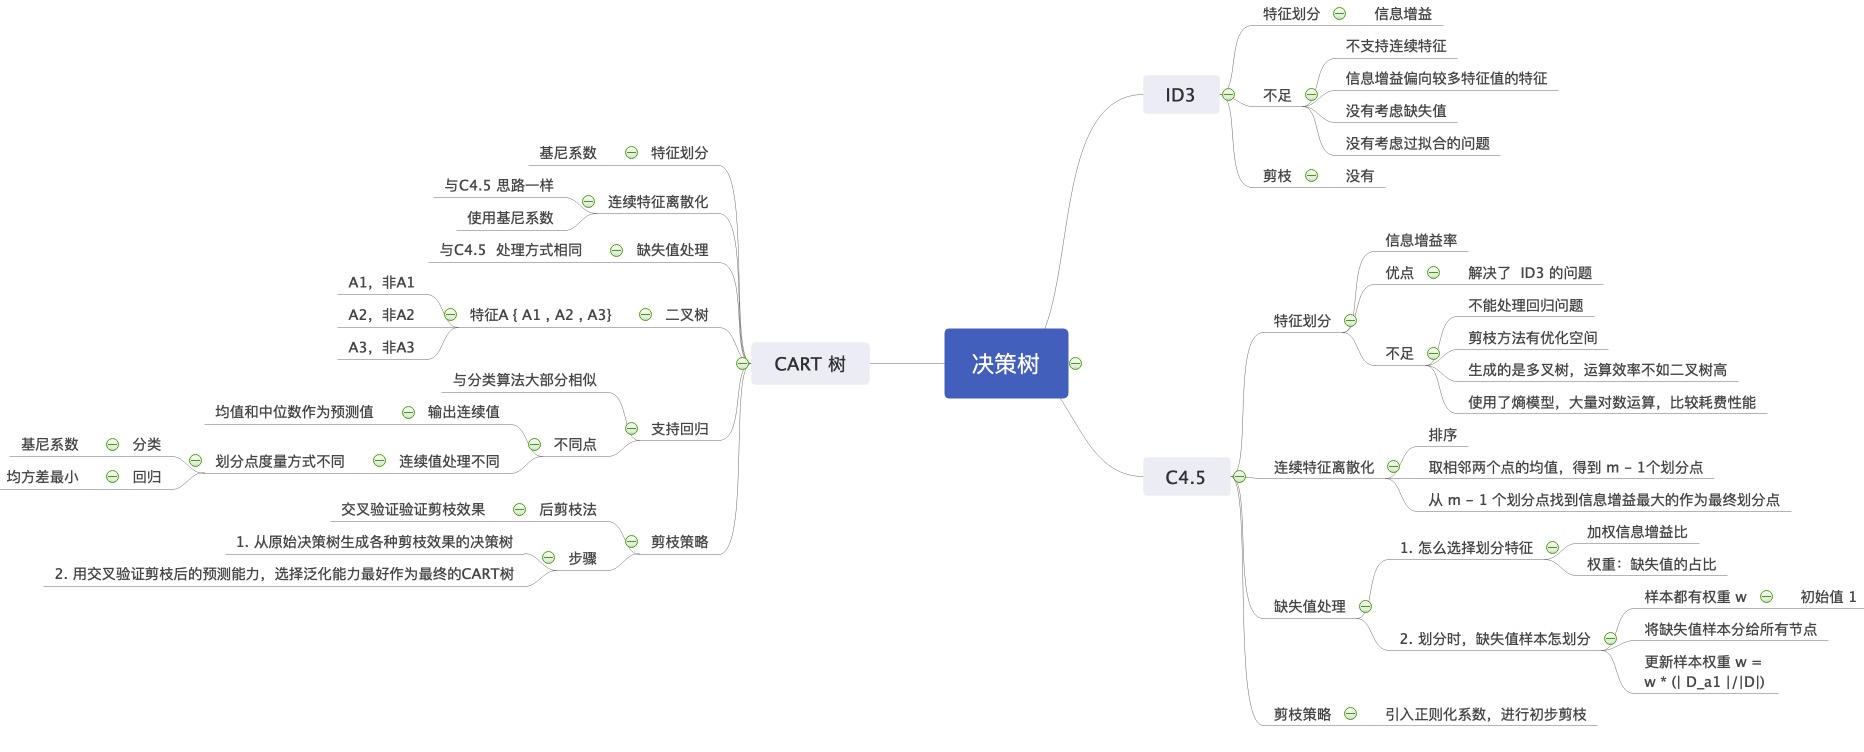 决策树
ID3
特征划分
信息增益
不足
不支持连续特征
信息增益偏向较多特征值的特征
没有考虑缺失值
没有考虑过拟合的问题
剪枝
没有
C4.5
特征划分
信息增益率
优点
解决了 ID3 的问题
不足
不能处理回归问题
剪枝方法有优化空间
生成的是多叉树，运算效率不如二叉树高
使用了熵模型，大量对数运算，比较耗费性能
连续特征离散化
排序
取相邻两个点的均值，得到 m - 1个划分点
从 m - 1 个划分点找到信息增益最大的作为最终划分点
缺失值处理
1. 怎么选择划分特征
加权信息增益比
权重：缺失值的占比
2. 划分时，缺失值样本怎划分
样本都有权重 w
初始值 1
将缺失值样本分给所有节点
更新样本权重 w =
w * (| D_a1 |/|D|)
剪枝策略
引入正则化系数，进行初步剪枝
CART 树
特征划分
基尼系数
连续特征离散化
与C4.5 思路一样
使用基尼系数
缺失值处理
与C4.5 处理方式相同
二叉树
特征A { A1 , A2 , A3}
A1，非A1
A2，非A2
A3，非A3
支持回归
与分类算法大部分相似
不同点
输出连续值
均值和中位数作为预测值
连续值处理不同
划分点度量方式不同
分类
基尼系数
回归
均方差最小
剪枝策略
后剪枝法
交叉验证验证剪枝效果
步骤
1. 从原始决策树生成各种剪枝效果的决策树
2. 用交叉验证剪枝后的预测能力，选择泛化能力最好作为最终的CART树